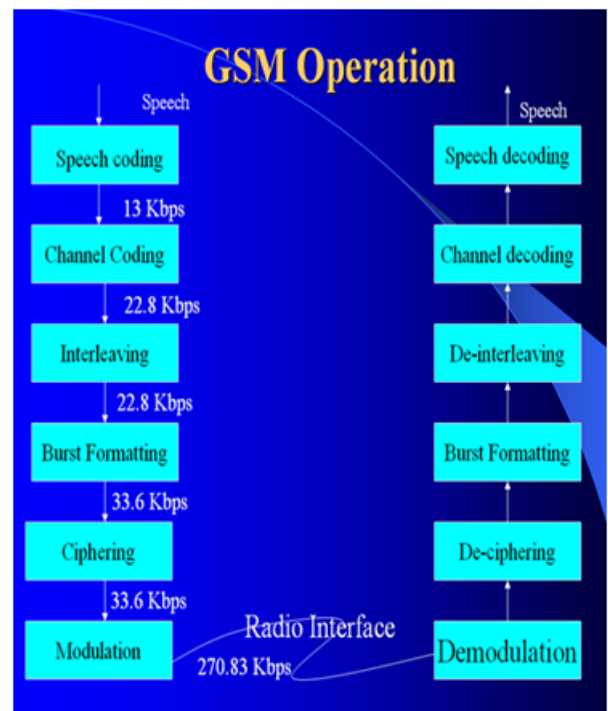 GSM Operation
Speech
Speech coding
13 Kbps
Channel Coding
22.8 Kbps
Interleaving
22.8 Kbps
Burst Formatting
33.6 Kbps
Ciphering
33.6 Kbps
Modulation
Radio Interface
270.83 Kbps
Speech
Speech decoding
Channel decoding
De-interleaving
Burst Formatting
De-ciphering
Demodulation